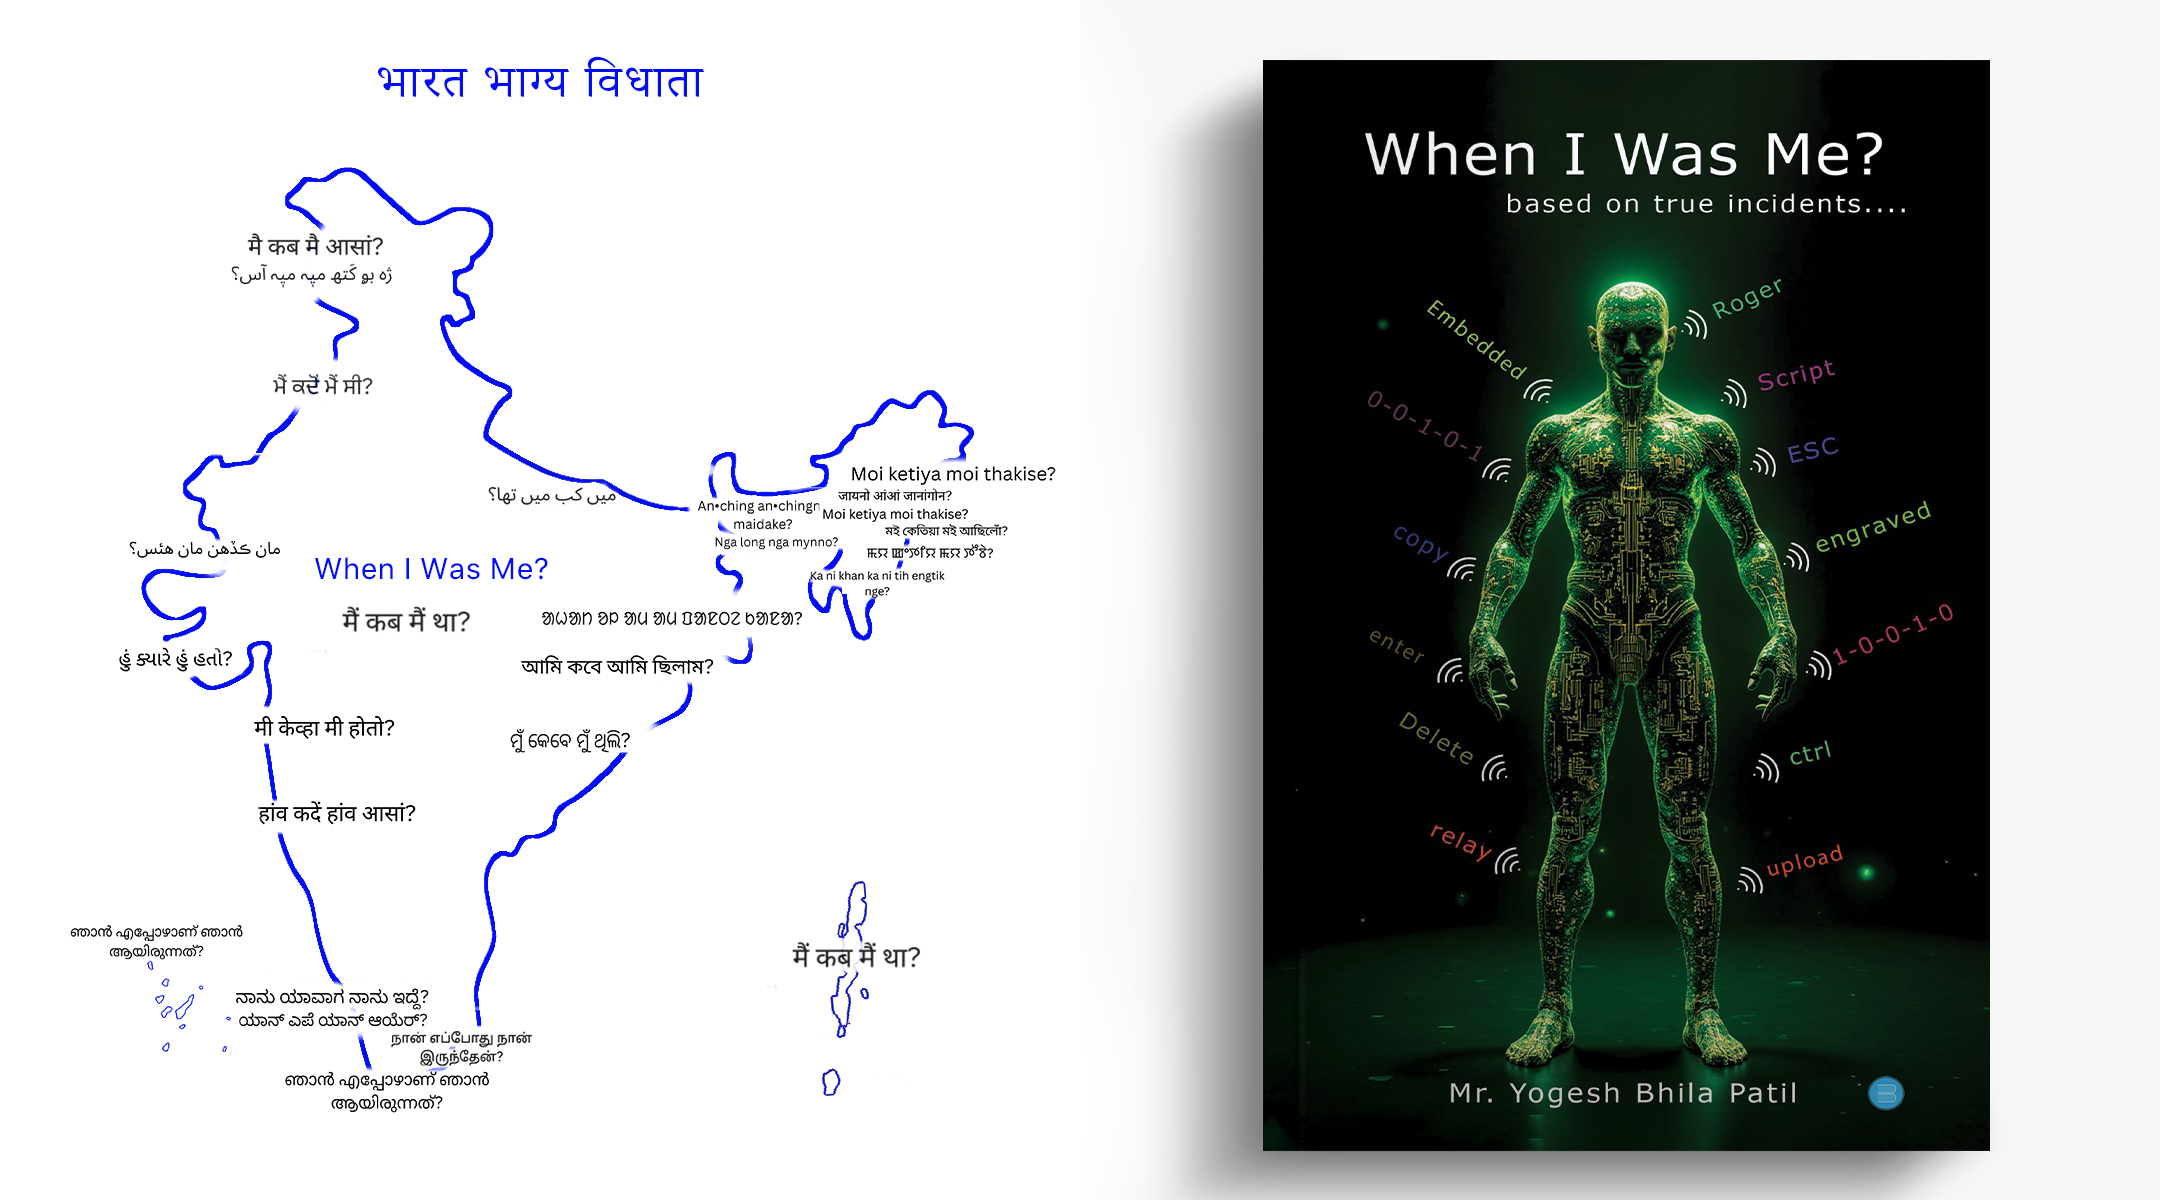 भारत भाग्य विधाता
मै कब मै आसां?
ژہ بو کَتھ میہ میہ آس؟
ਮੈਂ ਕਦੋਂ ਮੈਂ ਸੀ?
میں کب میں تھا؟
مان ڪڏهن مان هئس؟
When I Was Me?
मैं कब मैं था?
આ હું ક્યારે હું હતો?
मी केव्हा मी होतो?
हांव कदें हांव आसां?
আমি কবে আমি ছিলাম?
ମୁଁ କେବେ ମୁଁ ଥିଲି?
Moi ketiya moi thakise?
जायनो आंआं जानांगोन?
An•ching an•chingn
maidake?
Moi ketiya moi thakise?
মই কেতিয়া মই আছিলোঁ?
Nga long nga mynno?
Ka ni khan ka ni tih engtik
nge?
मैं कब मैं था?
ഞാൻ എപ്പോഴാണ് ഞാൻ
ആയിരുന്നത്?
ನಾನು ಯಾವಾಗ ನಾನು ಇದ್ದೆ?
ಯಾನ್ ಎಪೆ ಯಾನ್ ಆಯೆರ್?
நான் எப்போது நான்
இருந்தேன்?
ഞാൻ എപ്പോഴാണ് ഞാൻ
ആയിരുന്നത്?
When I Was Me?
based on true incidents....
Embedded
Roger
0-0-1-0-1
Script
ESC
copy
engraved
enter
1-0-0-1-0
Delete
ctrl
relay
upload
Mr. Yogesh Bhila Patil
B